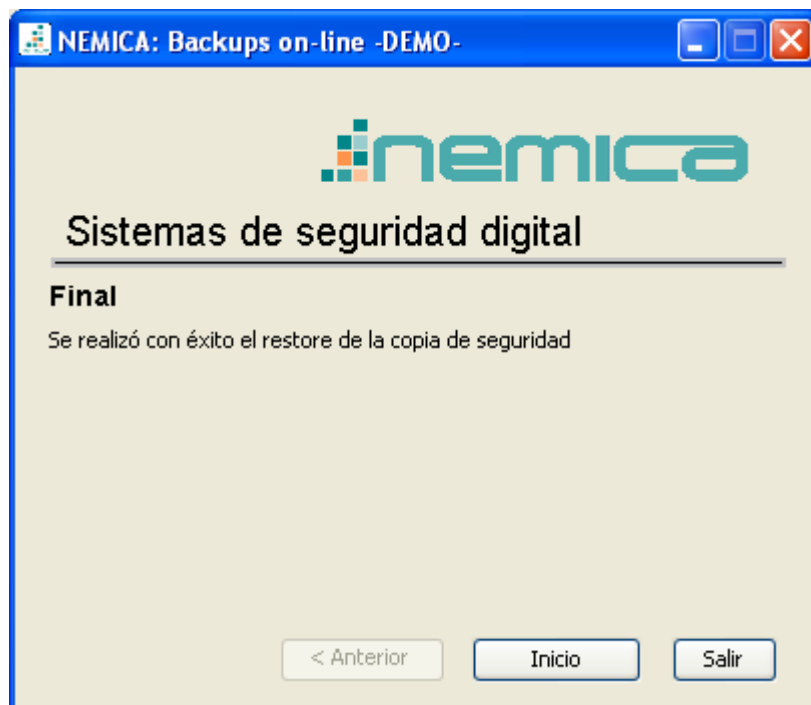 NEMICA: Backups on-line -DEMO-
nemica
Sistemas de seguridad digital
Final
Se realizó con éxito el restore de la copia de seguridad
< Anterior Inicio Salir